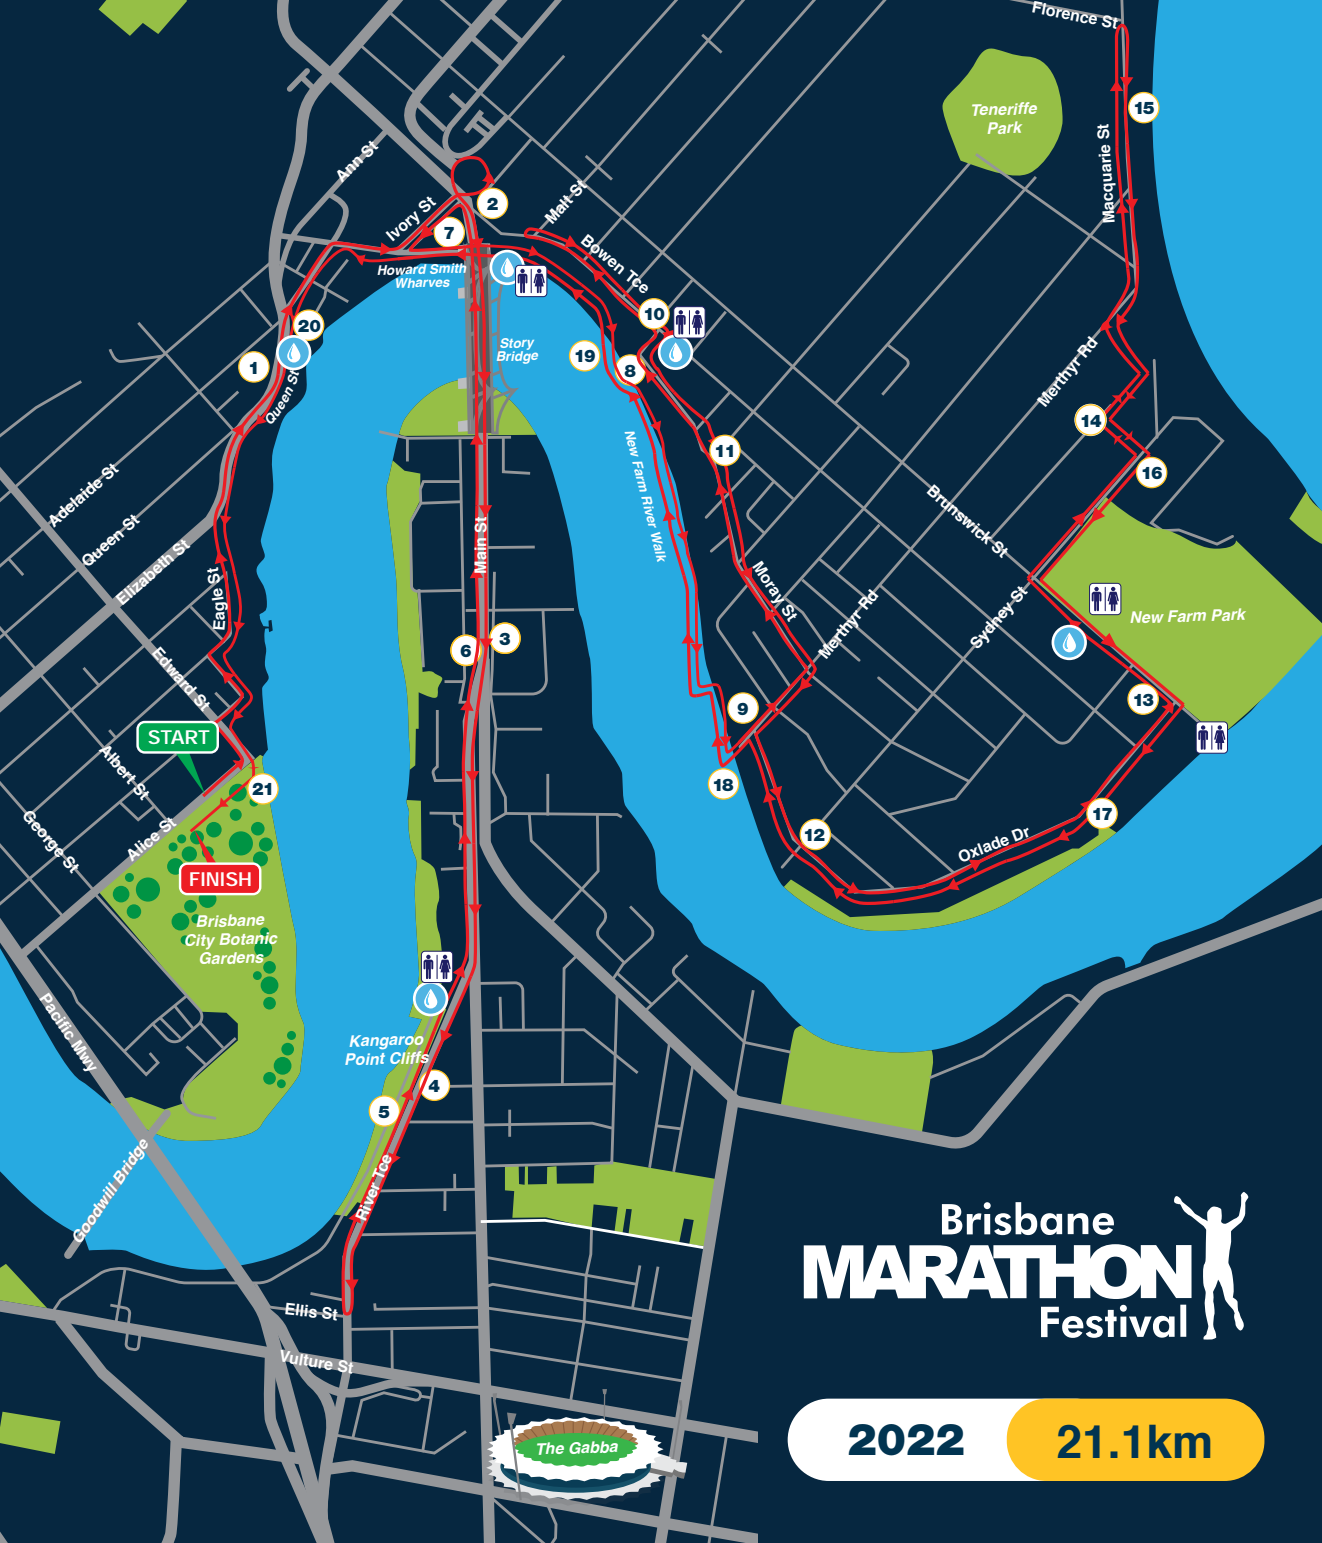 Florence St
15
Teneriffe
Park
Macquarie St
Ann St
Ivory St
2
Malt St
7
Bowen Tce
Howard Smith
Wharves
10
20
Story
Bridge
19
8
1
Queen St
Merthyr Rd
14
11
16
New Farm River Walk
Adelaide St
Queen St
Elizabeth St
Main St
Brunswick St
Eagle St
Moray St
Merthyr Rd
Sydney St
New Farm Park
6
3
Edward St
13
9
START
Albert St
18
21
17
George St
Alice St
12
Oxlade Dr
FINISH
Brisbane
City Botanic
Gardens
Pacific Mwy
Kangaroo
Point Cliffs
4
5
River Tce
Goodwill Bridge
Ellis St
Vulture St
The Gabba
Brisbane
MARATHON
Festival
2022
21.1km